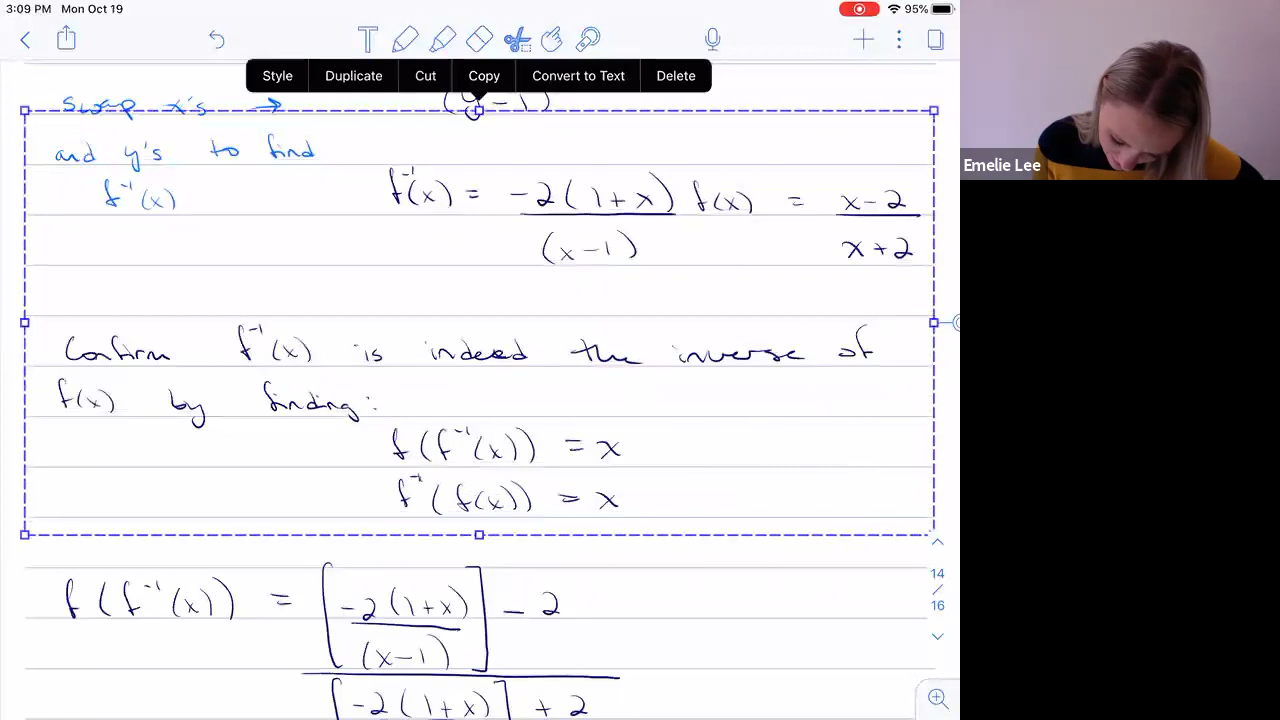 3:09 PM Mon Oct 19
95%
Style Duplicate Cut Copy Convert to Text Delete
swap x's → (y - 1)
and y's to find
f⁻¹(x)
f⁻¹(x) = -2(1+x) / (x-1) f(x) = x-2 / x+2
Confirm f⁻¹(x) is indeed the inverse of
f(x) by finding:
f(f⁻¹(x)) = x
f⁻¹(f(x)) = x
f(f⁻¹(x)) = [-2(1+x) / (x-1)] - 2
[-2(1+x)] + 2
14
/
16
Emelie Lee